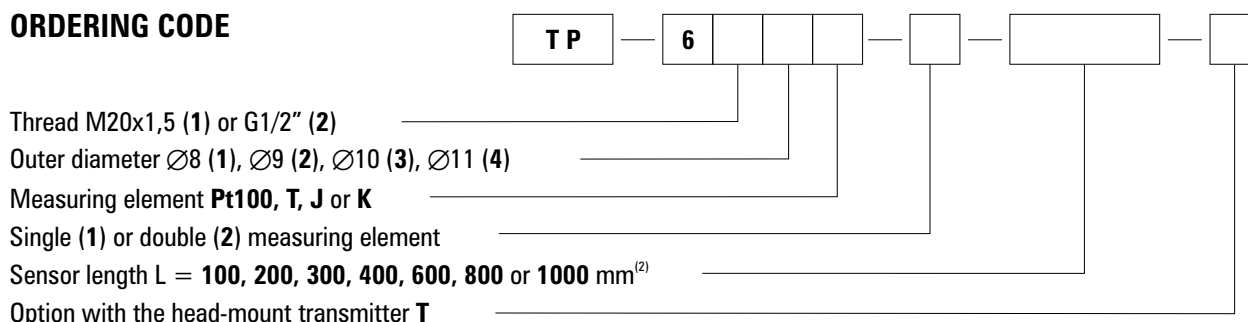 ORDERING CODE
T P — 6 — — —
Thread M20x1,5 (1) or G1/2” (2)
Outer diameter ∅8 (1), ∅9 (2), ∅10 (3), ∅11 (4)
Measuring element Pt100, T, J or K
Single (1) or double (2) measuring element
Sensor length L = 100, 200, 300, 400, 600, 800 or 1000 mm⁽²⁾
Option with the head-mount transmitter T